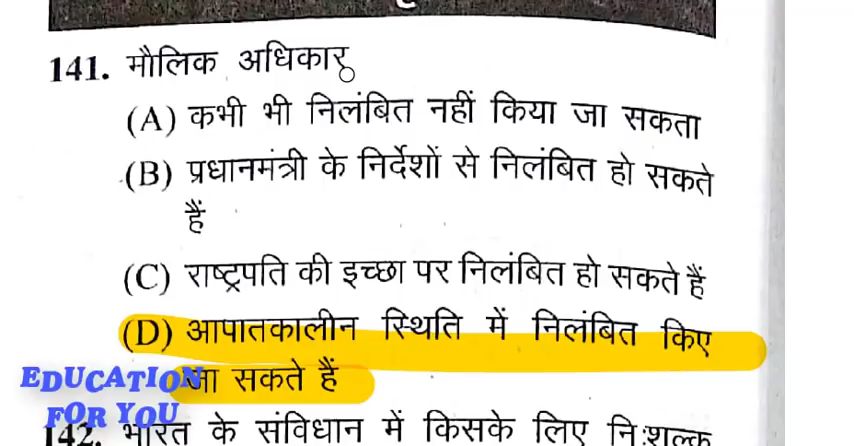 141. मौलिक अधिकार
(A) कभी भी निलंबित नहीं किया जा सकता
(B) प्रधानमंत्री के निर्देशों से निलंबित हो सकते
हैं
(C) राष्ट्रपति की इच्छा पर निलंबित हो सकते हैं
(D) आपातकालीन स्थिति में निलंबित किए
जा सकते हैं
EDUCATION
FOR YOU
142. भारत के संविधान में किसके लिए निःशुल्क